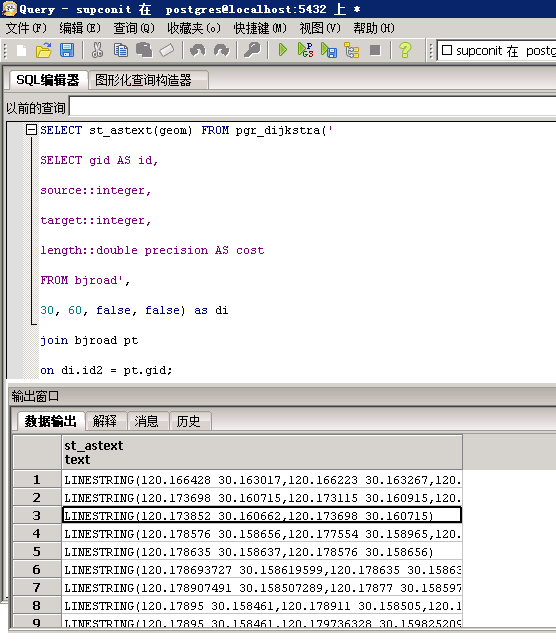 Query - supconit 在 postgres@localhost:5432 上 *
文件(F) 编辑(E) 查询(Q) 收藏夹(O) 快捷键(M) 视图(V) 帮助(H)
supconit 在 postg
SQL编辑器 图形化查询构造器
以前的查询
SELECT st_astext(geom) FROM pgr_dijkstra('
SELECT gid AS id,
source::integer,
target::integer,
length::double precision AS cost
FROM bjroad',
30, 60, false, false) as di
join bjroad pt
on di.id2 = pt.gid;
输出窗口
数据输出 解释 消息 历史
st_astext
text
1 LINESTRING(120.166428 30.163017,120.166223 30.163267,120.
2 LINESTRING(120.173698 30.160715,120.173115 30.160915,120.
3 LINESTRING(120.173852 30.160662,120.173698 30.160715)
4 LINESTRING(120.178576 30.158656,120.177554 30.158965,120.
5 LINESTRING(120.178635 30.158637,120.178576 30.158656)
6 LINESTRING(120.178693727 30.158619599,120.178635 30.15863
7 LINESTRING(120.178907491 30.158507289,120.17877 30.158597
8 LINESTRING(120.17895 30.158461,120.178911 30.158505,120.1
9 LINESTRING(120.17895 30.158461,120.179736328 30.159825209